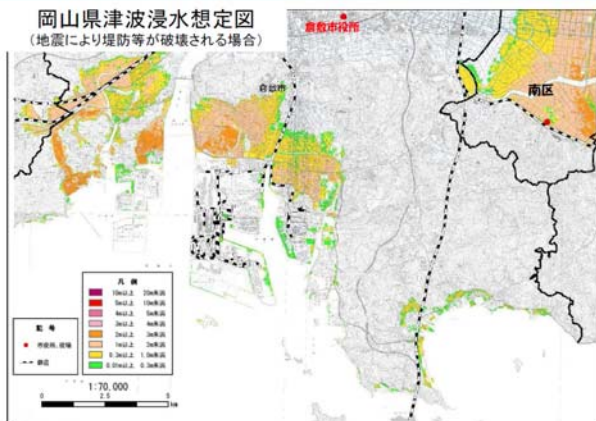 岡山県津波浸水想定図
(地震により堤防等が破壊される場合)
倉敷市役所
南区
倉敷市
凡 例
10m以上 20m未満
5m以上 10m未満
4m以上 5m未満
3m以上 4m未満
2m以上 3m未満
1m以上 2m未満
0.3m以上 1.0m未満
0.01m以上 0.3m未満
記 号
市役所、役場
鉄道
1:70,000
0 2.5 5
km